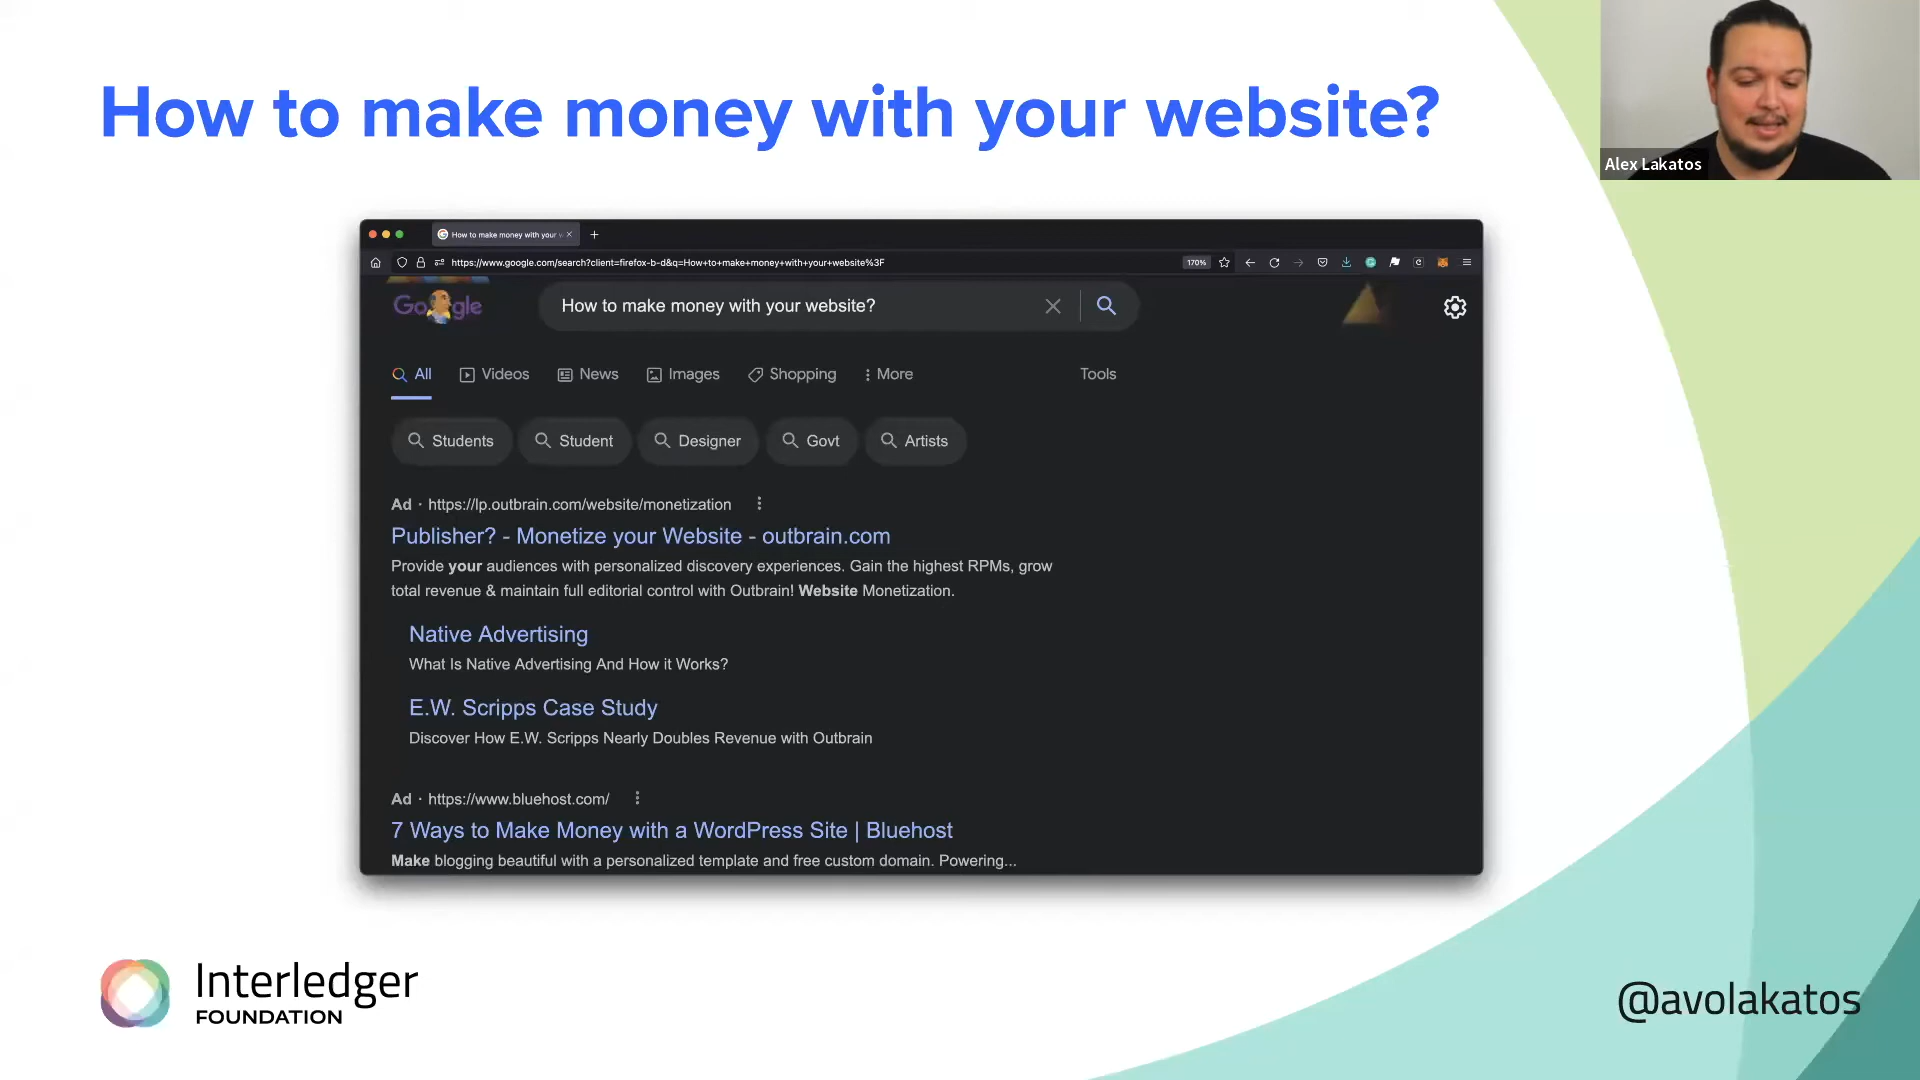 How to make money with your website?
Alex Lakatos
How to make money with your
https://www.google.com/search?client=firefox-b-d&q=How+to+make+money+with+your+website%3F
170%
Google
How to make money with your website?
All
Videos
News
Images
Shopping
More
Tools
Students
Student
Designer
Govt
Artists
Ad · https://lp.outbrain.com/website/monetization
Publisher? - Monetize your Website - outbrain.com
Provide your audiences with personalized discovery experiences. Gain the highest RPMs, grow
total revenue & maintain full editorial control with Outbrain! Website Monetization.
Native Advertising
What Is Native Advertising And How it Works?
E.W. Scripps Case Study
Discover How E.W. Scripps Nearly Doubles Revenue with Outbrain
Ad · https://www.bluehost.com/
7 Ways to Make Money with a WordPress Site | Bluehost
Make blogging beautiful with a personalized template and free custom domain. Powering...
Interledger
FOUNDATION
@avolakatos